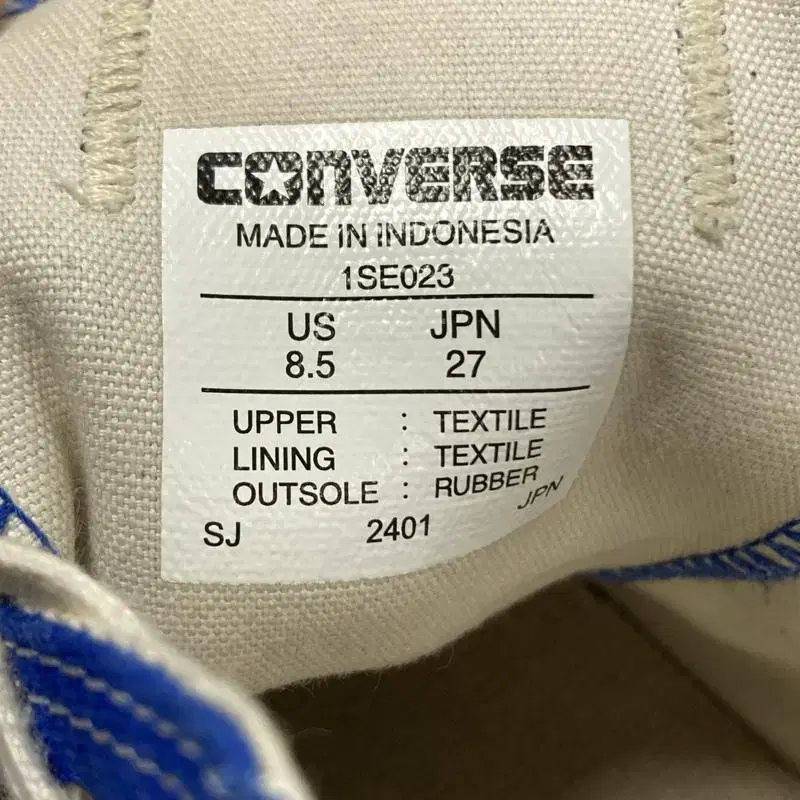 CONVERSE
MADE IN INDONESIA
1SE023
US JPN
8.5 27
UPPER : TEXTILE
LINING : TEXTILE
OUTSOLE : RUBBER
JPN
SJ 2401